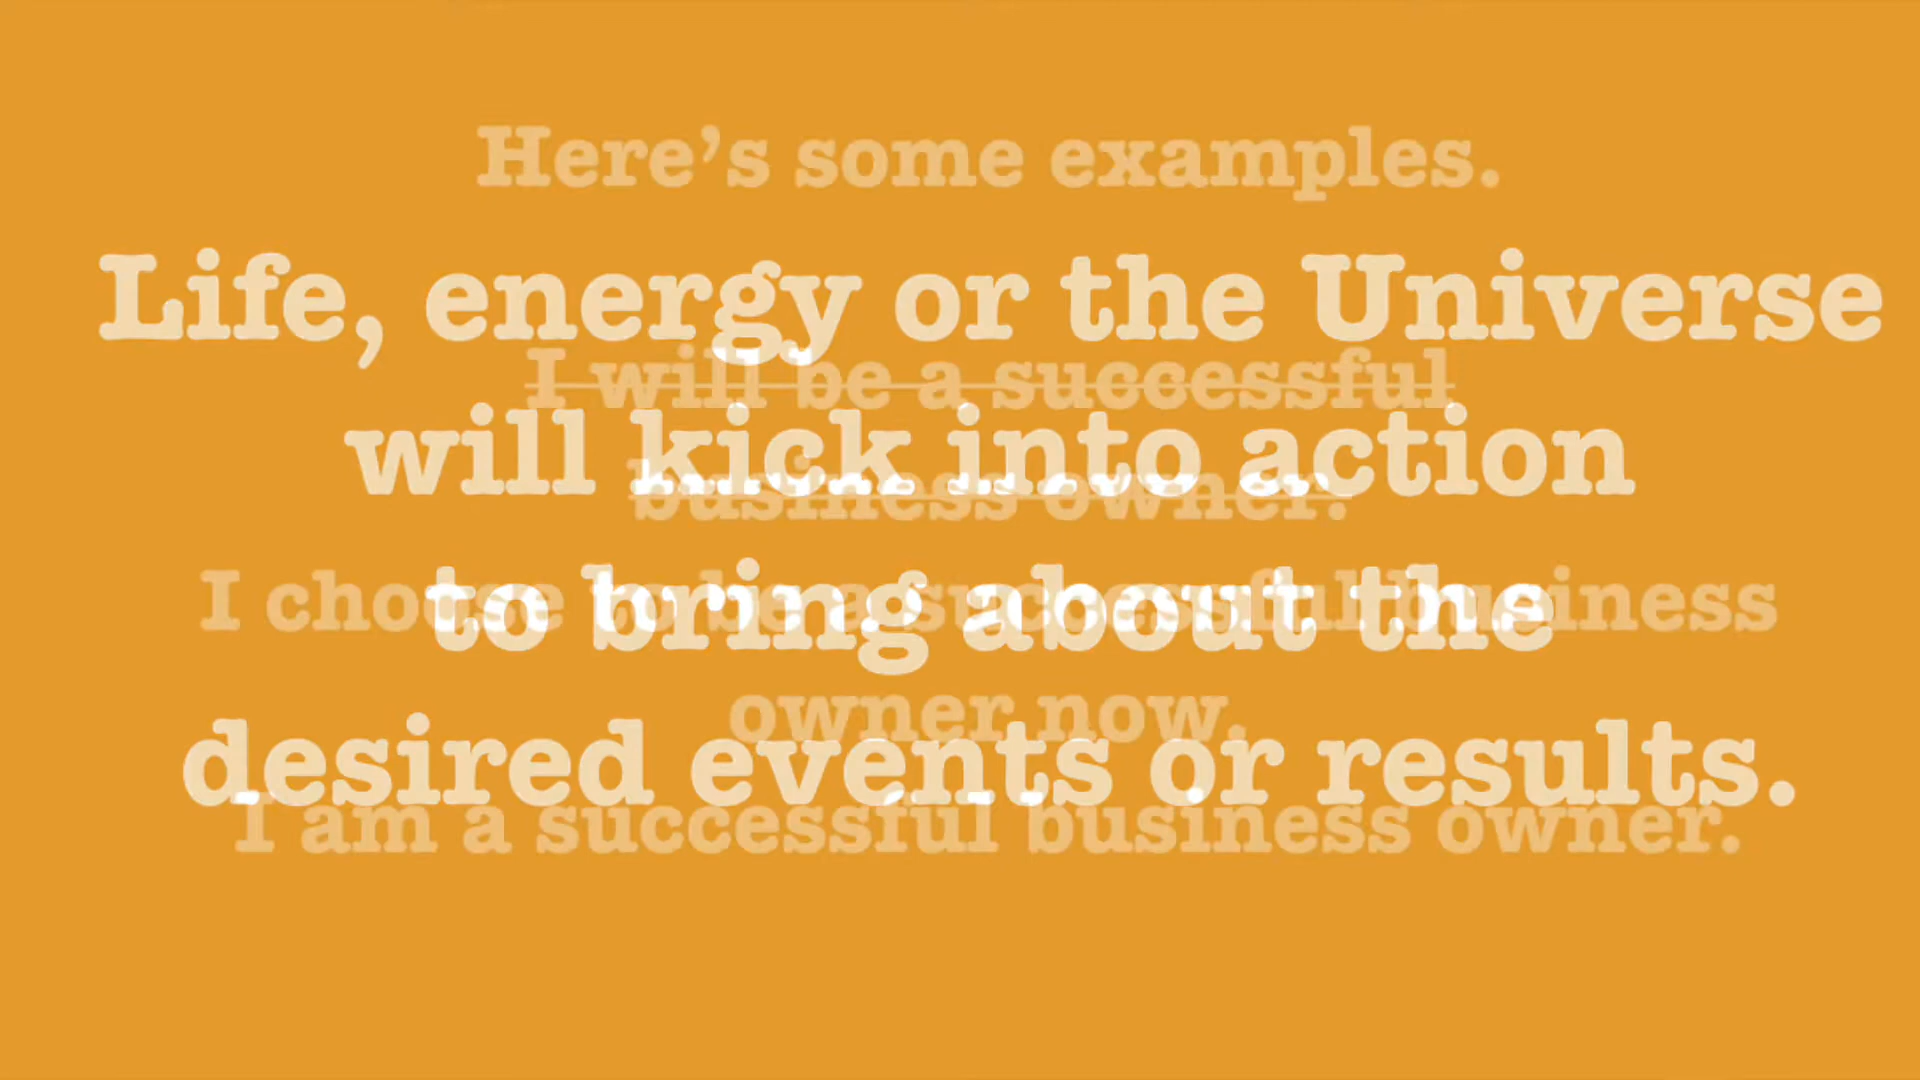 Here's some examples.
Life, energy or the Universe
I will be a successful
will kick into action
business owner.
I choose to be a successful business
to bring about the
owner now.
desired events or results.
I am a successful business owner.